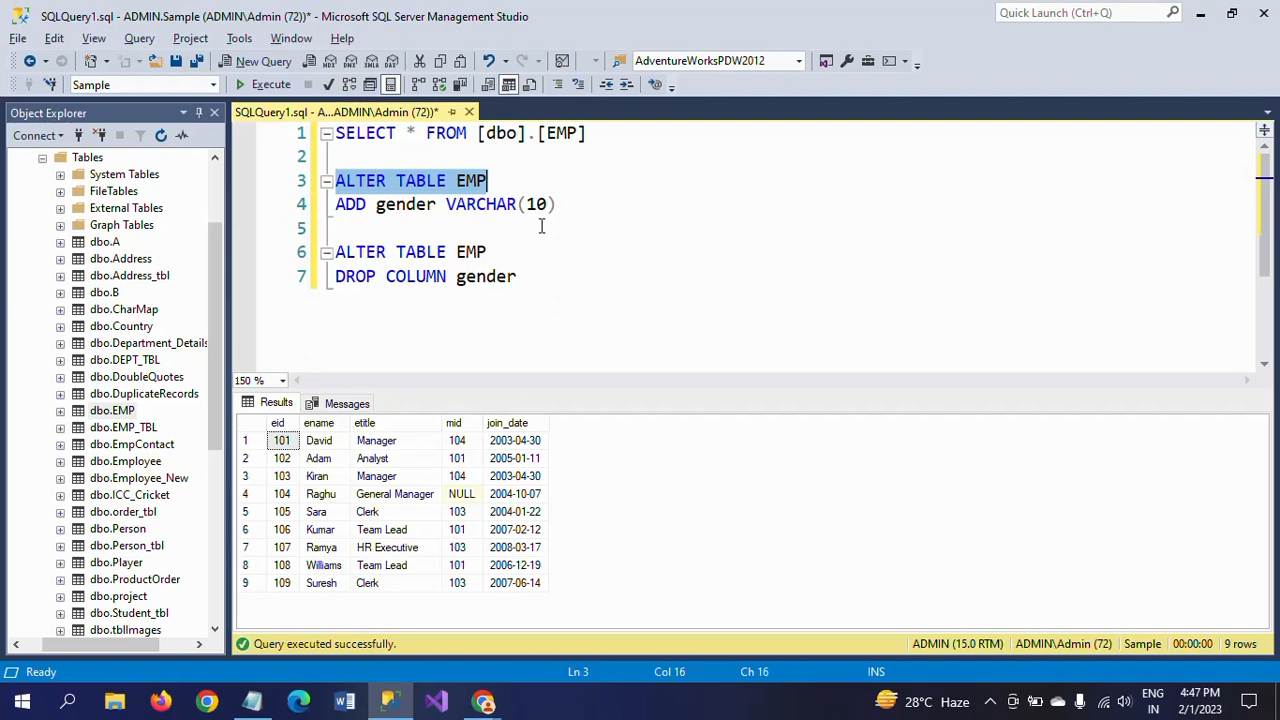 SQLQuery1.sql - ADMIN.Sample (ADMIN\Admin (72))* - Microsoft SQL Server Management Studio
Quick Launch (Ctrl+Q)
File Edit View Query Project Tools Window Help
New Query AdventureWorksPDW2012
Sample Execute
Object Explorer
SQLQuery1.sql - A...ADMIN\Admin (72))*
Connect
Tables
System Tables
FileTables
External Tables
Graph Tables
dbo.A
dbo.Address
dbo.Address_tbl
dbo.B
dbo.CharMap
dbo.Country
dbo.Department_Details
dbo.DEPT_TBL
dbo.DoubleQuotes
dbo.DuplicateRecords
dbo.EMP
dbo.EMP_TBL
dbo.EmpContact
dbo.Employee
dbo.Employee_New
dbo.ICC_Cricket
dbo.order_tbl
dbo.Person
dbo.Person_tbl
dbo.Player
dbo.ProductOrder
dbo.project
dbo.Student_tbl
dbo.tblImages
1 SELECT * FROM [dbo].[EMP]
2
3 ALTER TABLE EMP
4 ADD gender VARCHAR(10)
5
6 ALTER TABLE EMP
7 DROP COLUMN gender
150 %
Results Messages
eid ename etitle mid join_date
1 101 David Manager 104 2003-04-30
2 102 Adam Analyst 101 2005-01-11
3 103 Kiran Manager 104 2003-04-30
4 104 Raghu General Manager NULL 2004-10-07
5 105 Sara Clerk 103 2004-01-22
6 106 Kumar Team Lead 101 2007-02-12
7 107 Ramya HR Executive 103 2008-03-17
8 108 Williams Team Lead 101 2006-12-19
9 109 Suresh Clerk 103 2007-06-14
Query executed successfully. ADMIN (15.0 RTM) ADMIN\Admin (72) Sample 00:00:00 9 rows
Ready Ln 3 Col 16 Ch 16 INS
28°C Haze
ENG
IN
4:47 PM
2/1/2023